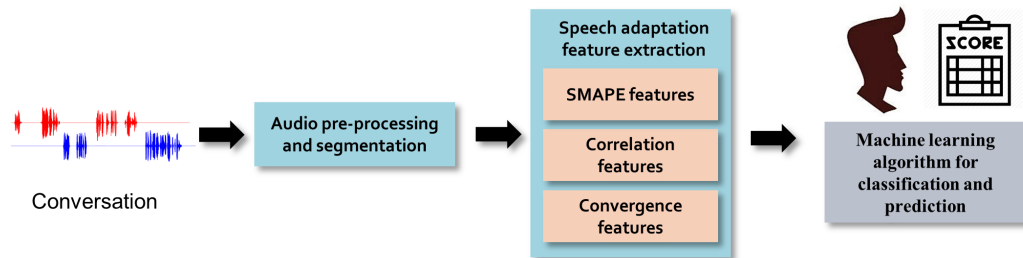 Conversation
Audio pre-processing
and segmentation
Speech adaptation
feature extraction
SMAPE features
Correlation
features
Convergence
features
SCORE
Machine learning
algorithm for
classification and
prediction